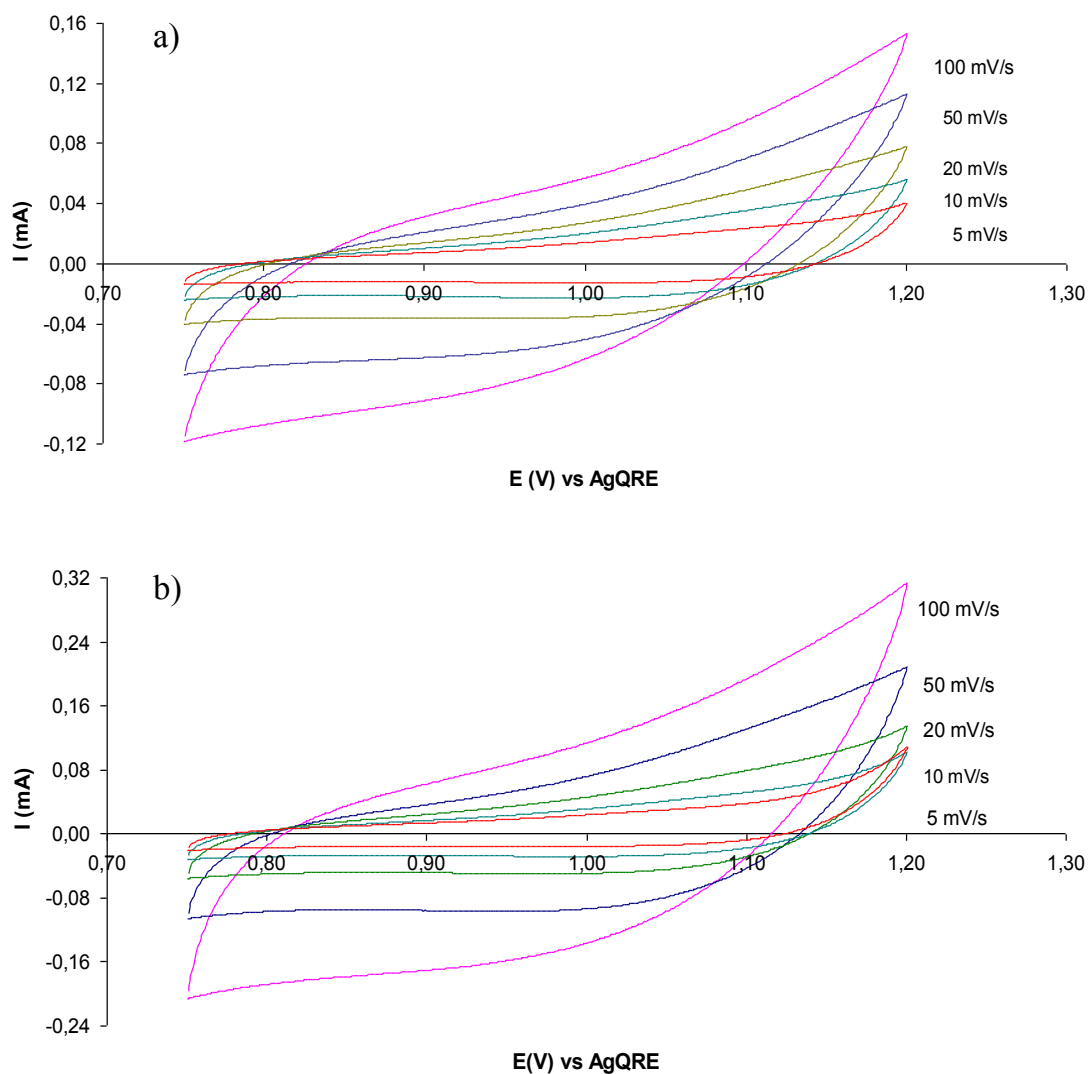 a)
I (mA)
0,16
0,12
0,08
0,04
0,00
-0,04
-0,08
-0,12
0,70
0,80
0,90
1,00
1,10
1,20
1,30
100 mV/s
50 mV/s
20 mV/s
10 mV/s
5 mV/s
E (V) vs AgQRE
b)
I (mA)
0,32
0,24
0,16
0,08
0,00
-0,08
-0,16
-0,24
0,70
0,80
0,90
1,00
1,10
1,20
1,30
100 mV/s
50 mV/s
20 mV/s
10 mV/s
5 mV/s
E(V) vs AgQRE